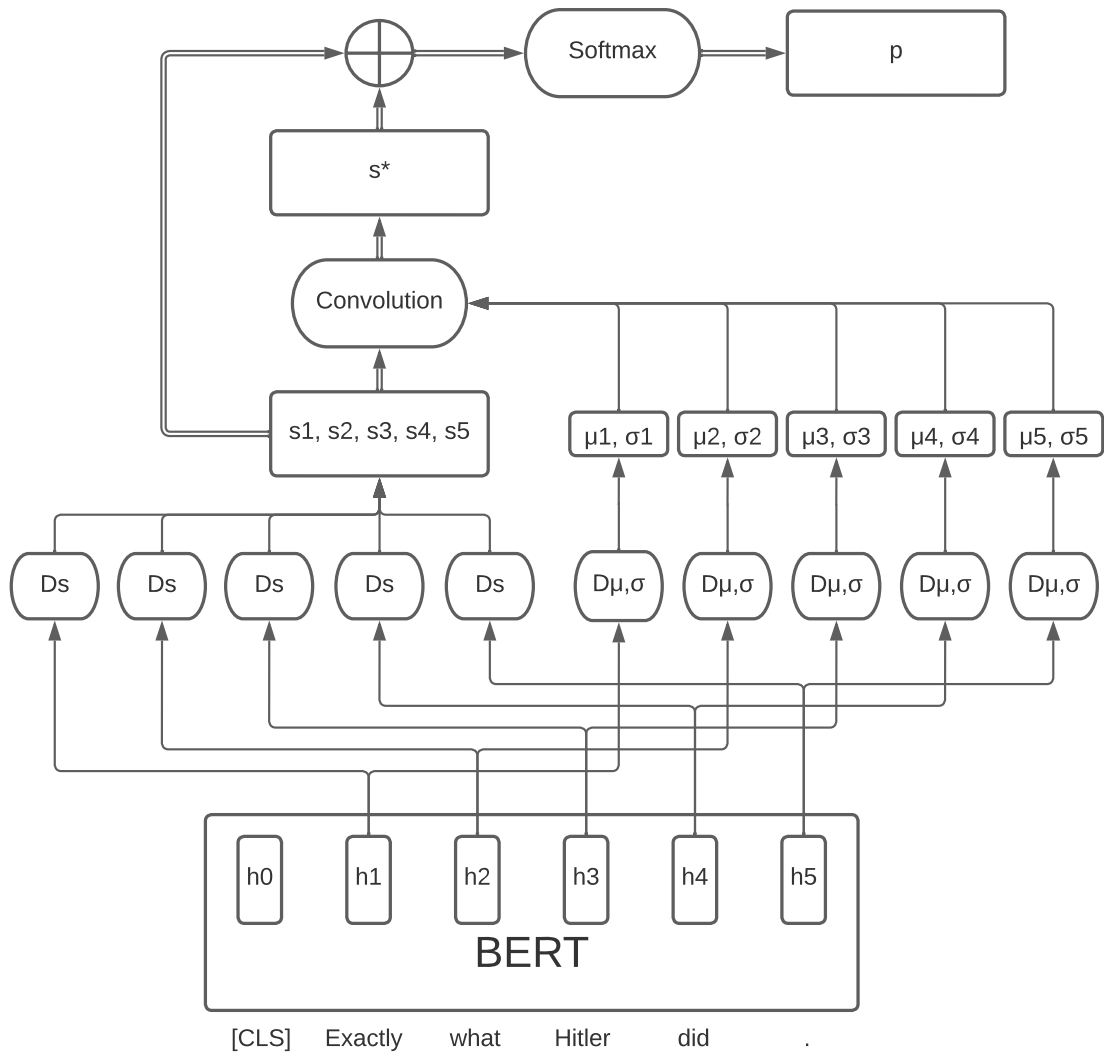 Softmax
p
s*
Convolution
s1, s2, s3, s4, s5
μ1, σ1
μ2, σ2
μ3, σ3
μ4, σ4
μ5, σ5
Ds
Ds
Ds
Ds
Ds
Dμ,σ
Dμ,σ
Dμ,σ
Dμ,σ
Dμ,σ
h0
h1
h2
h3
h4
h5
BERT
[CLS] Exactly what Hitler did .